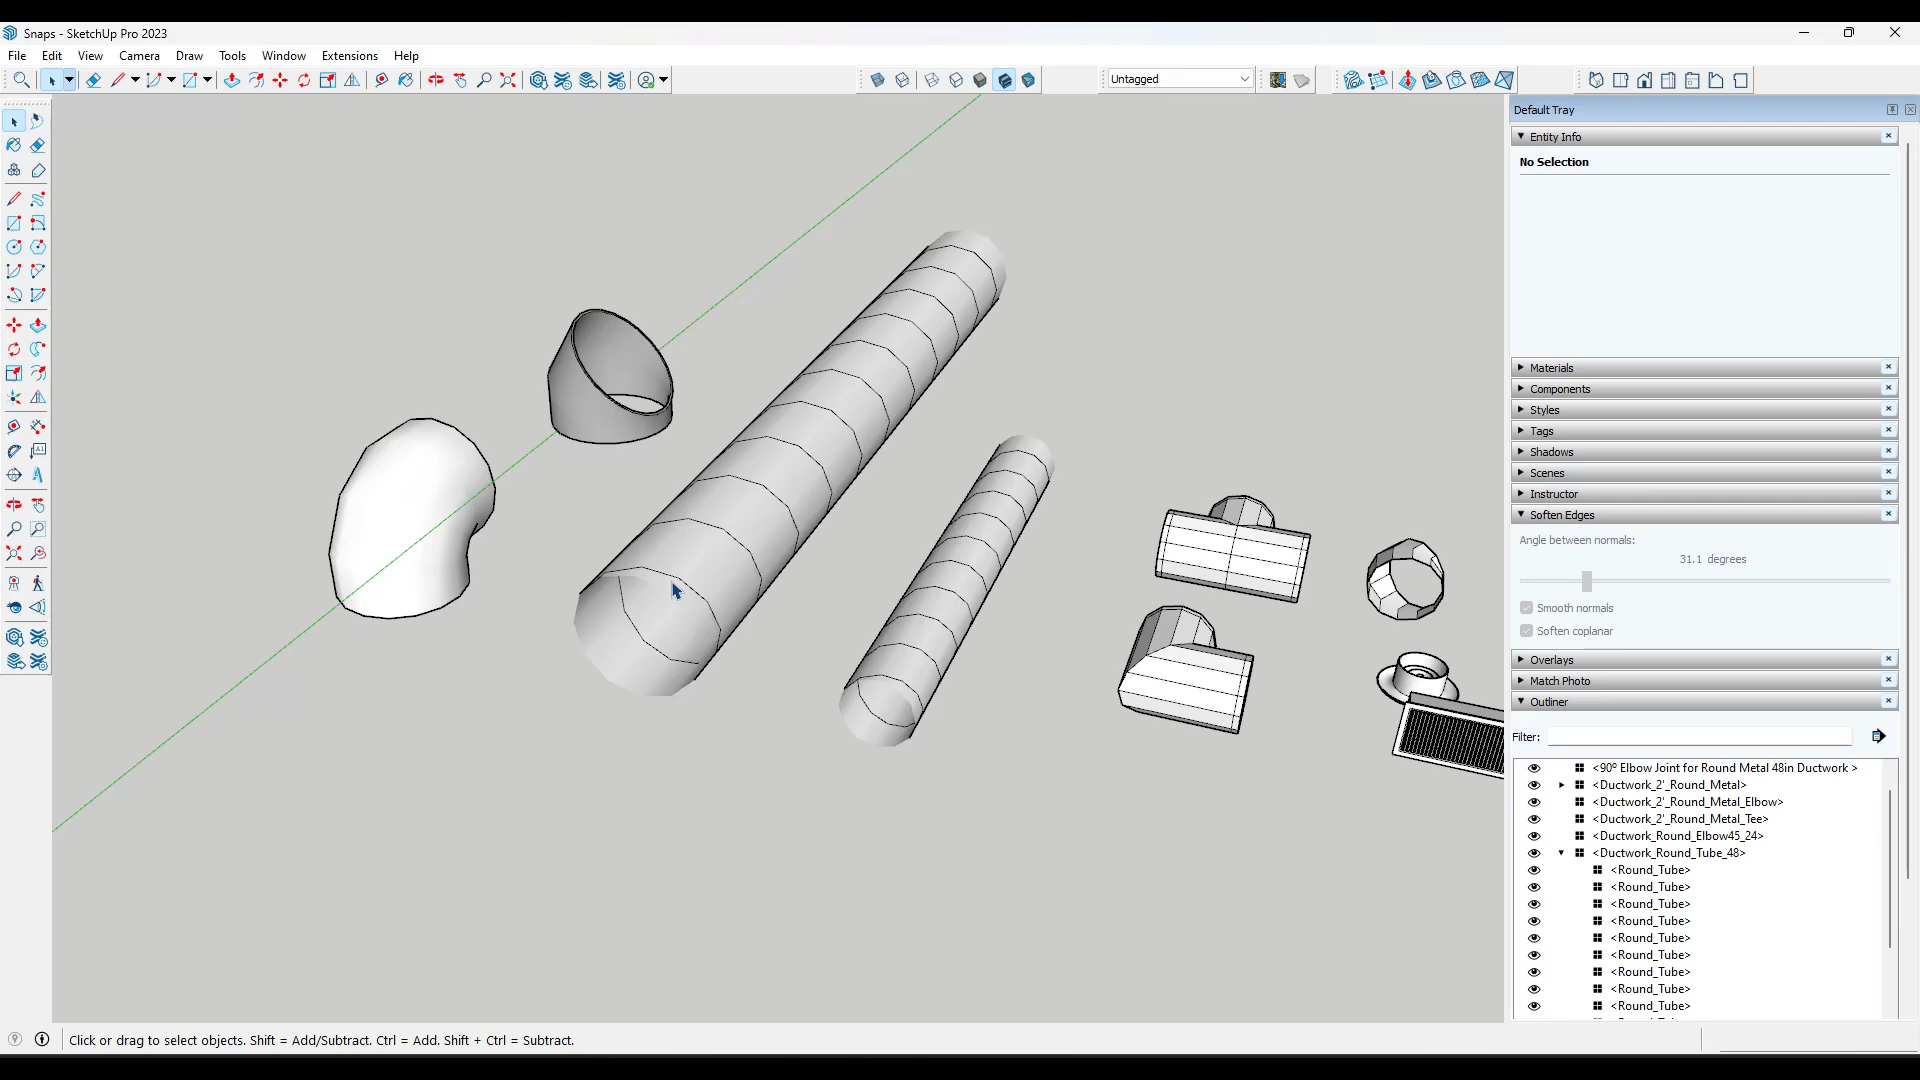 Snaps - SketchUp Pro 2023
File Edit View Camera Draw Tools Window Extensions Help
Untagged
Default Tray
Entity Info
No Selection
Materials
Components
Styles
Tags
Shadows
Scenes
Instructor
Soften Edges
Angle between normals:
31.1 degrees
Smooth normals
Soften coplanar
Overlays
Match Photo
Outliner
Filter:
<90º Elbow Joint for Round Metal 48in Ductwork >
<Ductwork_2'_Round_Metal>
<Ductwork_2'_Round_Metal_Elbow>
<Ductwork_2'_Round_Metal_Tee>
<Ductwork_Round_Elbow45_24>
<Ductwork_Round_Tube_48>
<Round_Tube>
<Round_Tube>
<Round_Tube>
<Round_Tube>
<Round_Tube>
<Round_Tube>
<Round_Tube>
<Round_Tube>
<Round_Tube>
Click or drag to select objects. Shift = Add/Subtract. Ctrl = Add. Shift + Ctrl = Subtract.